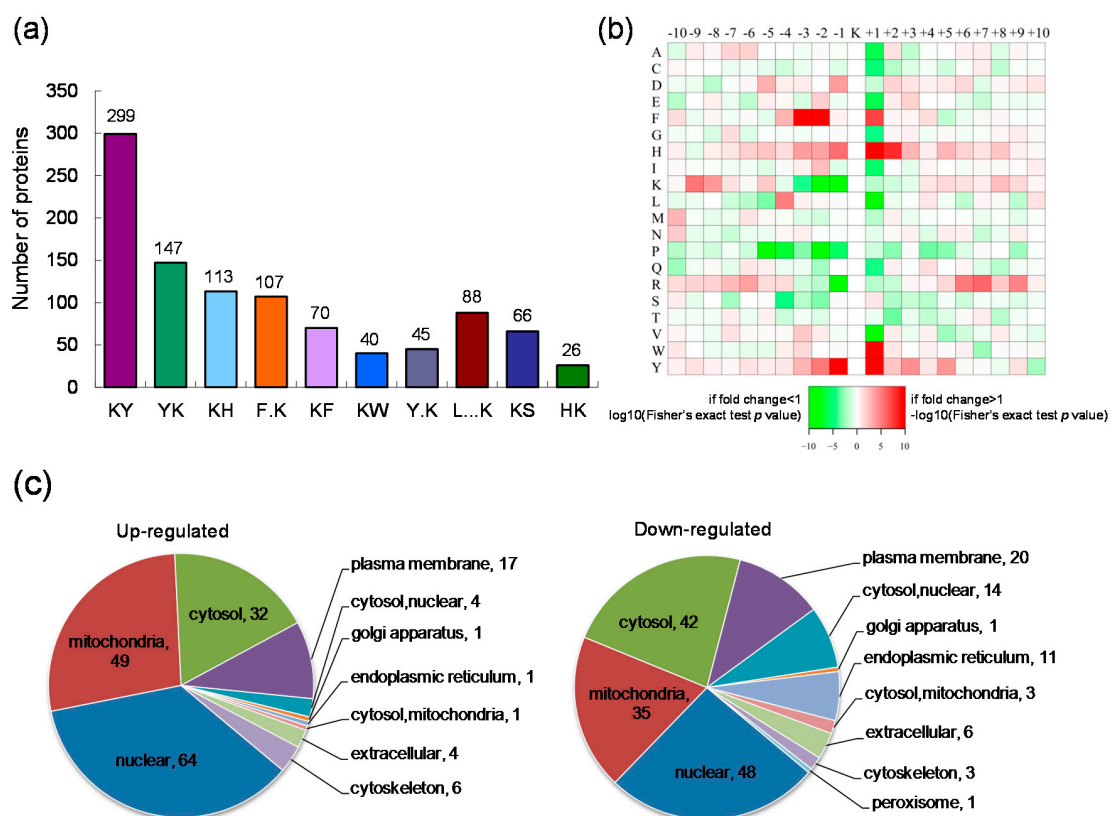 (a)
Number of proteins
350
300
250
200
150
100
50
0
299
147
113
107
70
40
45
88
66
26
KY YK KH F.K KF KW Y.K L...K KS HK
(b)
-10 -9 -8 -7 -6 -5 -4 -3 -2 -1 K +1 +2 +3 +4 +5 +6 +7 +8 +9 +10
A
C
D
E
F
G
H
I
K
L
M
N
P
Q
R
S
T
V
W
Y
if fold change<1
log10(Fisher's exact test p value)
if fold change>1
-log10(Fisher's exact test p value)
-10 -5 0 5 10
(c)
Up-regulated
plasma membrane, 17
cytosol,nuclear, 4
golgi apparatus, 1
endoplasmic reticulum, 1
cytosol,mitochondria, 1
extracellular, 4
cytoskeleton, 6
cytosol, 32
mitochondria,
49
nuclear, 64
Down-regulated
plasma membrane, 20
cytosol,nuclear, 14
golgi apparatus, 1
endoplasmic reticulum, 11
cytosol,mitochondria, 3
extracellular, 6
cytoskeleton, 3
peroxisome, 1
cytosol, 42
mitochondria,
35
nuclear, 48